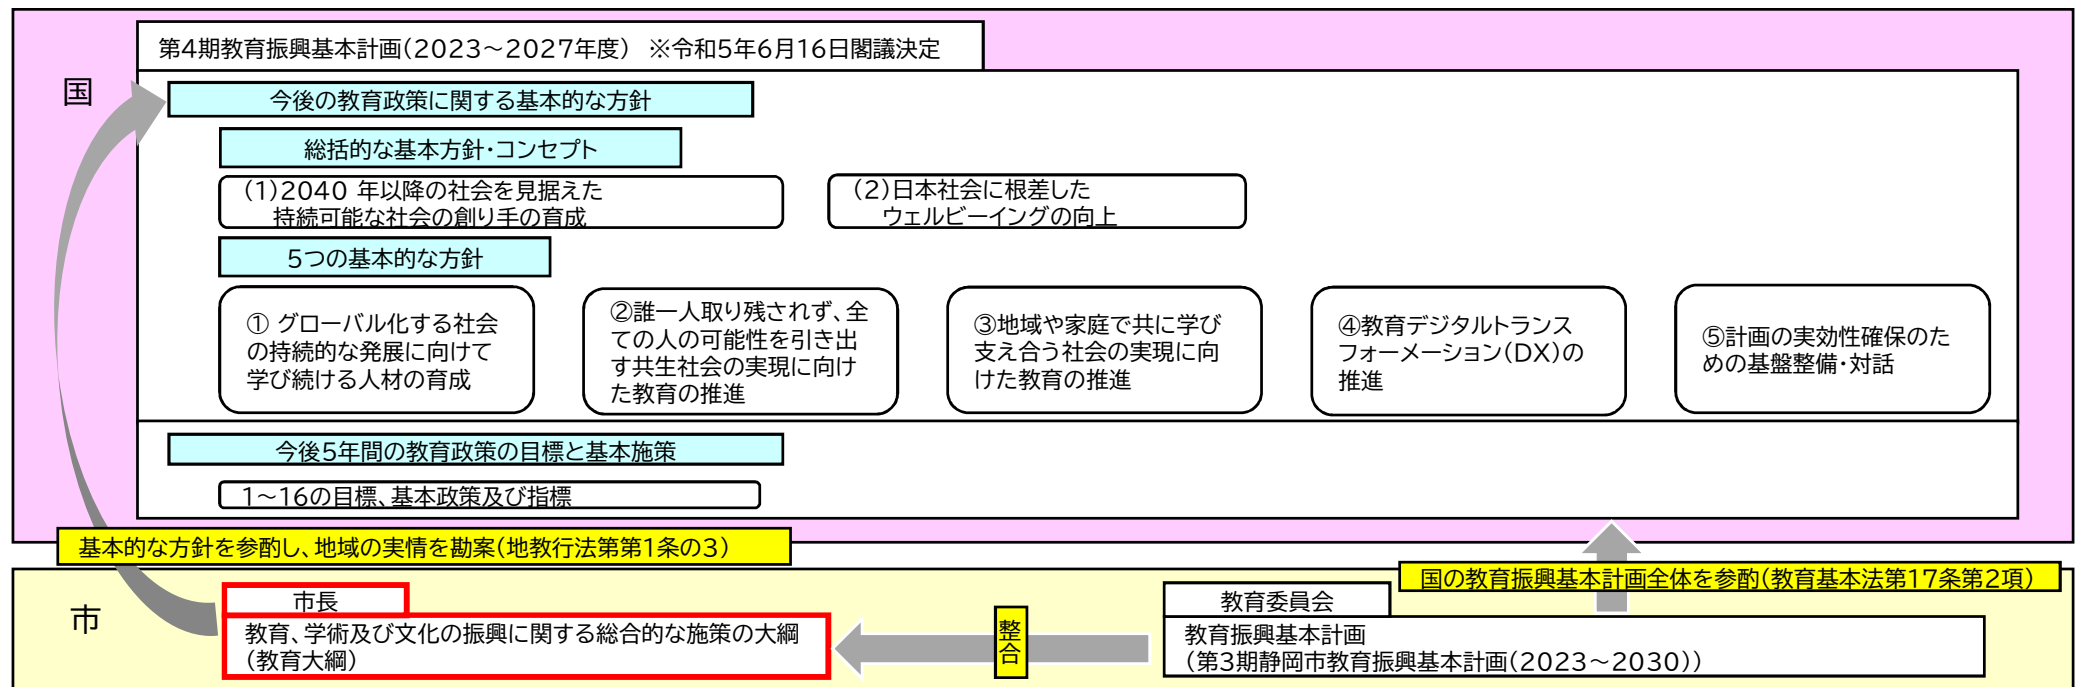 国
第4期教育振興基本計画(2023～2027年度) ※令和5年6月16日閣議決定
今後の教育政策に関する基本的な方針
総括的な基本方針・コンセプト
(1)2040 年以降の社会を見据えた
持続可能な社会の創り手の育成
(2)日本社会に根差した
ウェルビーイングの向上
5つの基本的な方針
① グローバル化する社会
の持続的な発展に向けて
学び続ける人材の育成
②誰一人取り残されず、全
ての人の可能性を引き出
す共生社会の実現に向け
た教育の推進
③地域や家庭で共に学び
支え合う社会の実現に向
けた教育の推進
④教育デジタルトランス
フォーメーション(DX)の
推進
⑤計画の実効性確保のた
めの基盤整備・対話
今後5年間の教育政策の目標と基本施策
1～16の目標、基本政策及び指標
基本的な方針を参酌し、地域の実情を勘案(地教行法第第1条の3)
国の教育振興基本計画全体を参酌(教育基本法第17条第2項)
市
市長
教育、学術及び文化の振興に関する総合的な施策の大綱
(教育大綱)
整合
教育委員会
教育振興基本計画
(第3期静岡市教育振興基本計画(2023～2030))